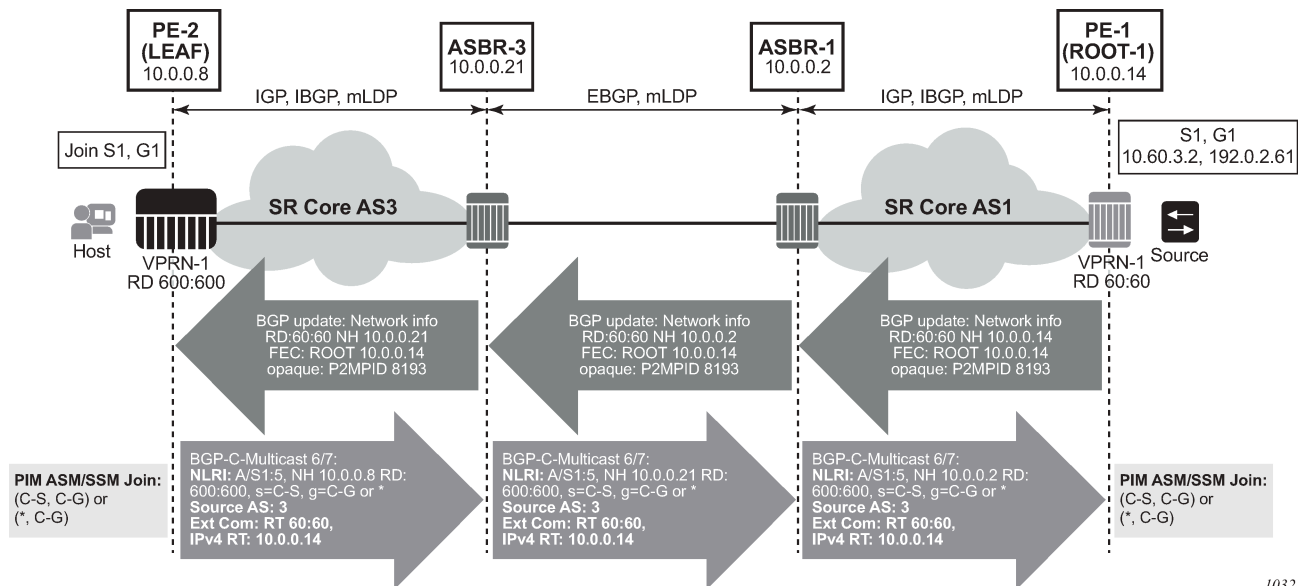 PE-2
(LEAF)
10.0.0.8
ASBR-3
10.0.0.21
ASBR-1
10.0.0.2
PE-1
(ROOT-1)
10.0.0.14
IGP, IBGP, mLDP
EBGP, mLDP
IGP, IBGP, mLDP
Join S1, G1
S1, G1
10.60.3.2, 192.0.2.61
Host
SR Core AS3
SR Core AS1
Source
VPRN-1
RD 600:600
VPRN-1
RD 60:60
BGP update: Network info
RD:60:60 NH 10.0.0.21
FEC: ROOT 10.0.0.14
opaque: P2MPID 8193
BGP update: Network info
RD:60:60 NH 10.0.0.2
FEC: ROOT 10.0.0.14
opaque: P2MPID 8193
BGP update: Network info
RD:60:60 NH 10.0.0.14
FEC: ROOT 10.0.0.14
opaque: P2MPID 8193
PIM ASM/SSM Join:
(C-S, C-G) or
(*, C-G)
BGP-C-Multicast 6/7:
NLRI: A/S1:5, NH 10.0.0.8 RD:
600:600, s=C-S, g=C-G or *
Source AS: 3
Ext Com: RT 60:60,
IPv4 RT: 10.0.0.14
BGP-C-Multicast 6/7:
NLRI: A/S1:5, NH 10.0.0.21 RD:
600:600, s=C-S, g=C-G or *
Source AS: 3
Ext Com: RT 60:60,
IPv4 RT: 10.0.0.14
BGP-C-Multicast 6/7:
NLRI: A/S1:5, NH 10.0.0.2 RD:
600:600, s=C-S, g=C-G or *
Source AS: 3
Ext Com: RT 60:60,
IPv4 RT: 10.0.0.14
PIM ASM/SSM Join:
(C-S, C-G) or
(*, C-G)
1032